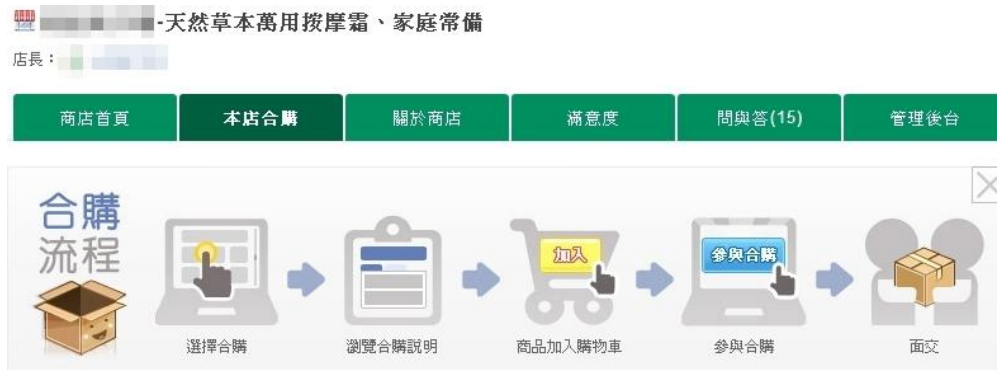 -天然草本萬用按摩霜、家庭常備
店長：
商店首頁 本店合購 關於商店 滿意度 問與答(15) 管理後台
合購
流程
加入
參與合購
選擇合購 瀏覽合購説明 商品加入購物車 參與合購 面交